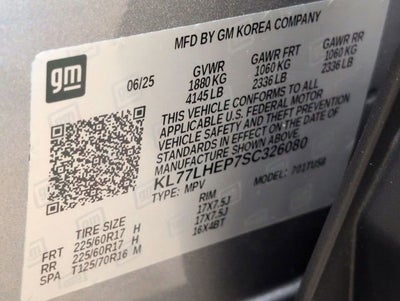 gm
MFD BY GM KOREA COMPANY
06/25 GVWR GAWR FRT GAWR RR
1880 KG 1060 KG 1060 KG
4145 LB 2336 LB 2336 LB
THIS VEHICLE CONFORMS TO ALL
APPLICABLE U.S. FEDERAL MOTOR
VEHICLE SAFETY AND THEFT PREVENTION
STANDARDS IN EFFECT ON THE DATE OF
MANUFACTURE SHOWN ABOVE.
KL77LHEP7SC326080
TYPE: MPV MODEL:
TIRE SIZE RIM
FRT 225/60R17 H 17X7.5J
RR 225/60R17 H 17X7.5J
SPA T125/70R16 M 16X4BT